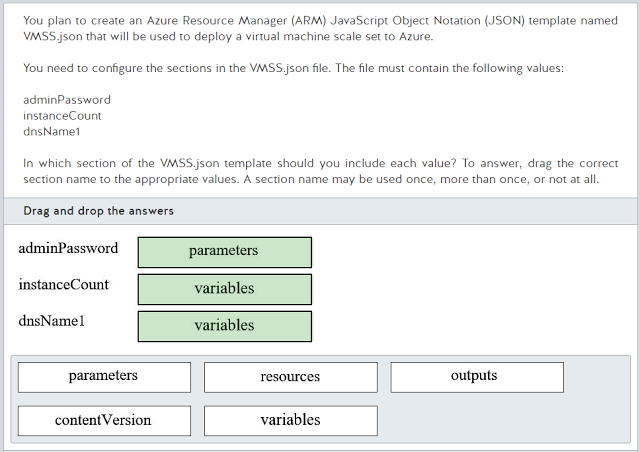 You plan to create an Azure Resource Manager (ARM) JavaScript Object Notation (JSON) template named
VMSS.json that will be used to deploy a virtual machine scale set to Azure.
You need to configure the sections in the VMSS.json file. The file must contain the following values:
adminPassword
instanceCount
dnsName1
In which section of the VMSS.json template should you include each value? To answer, drag the correct
section name to the appropriate values. A section name may be used once, more than once, or not at all.
Drag and drop the answers
adminPassword parameters
instanceCount variables
dnsName1 variables
parameters resources outputs
contentVersion variables